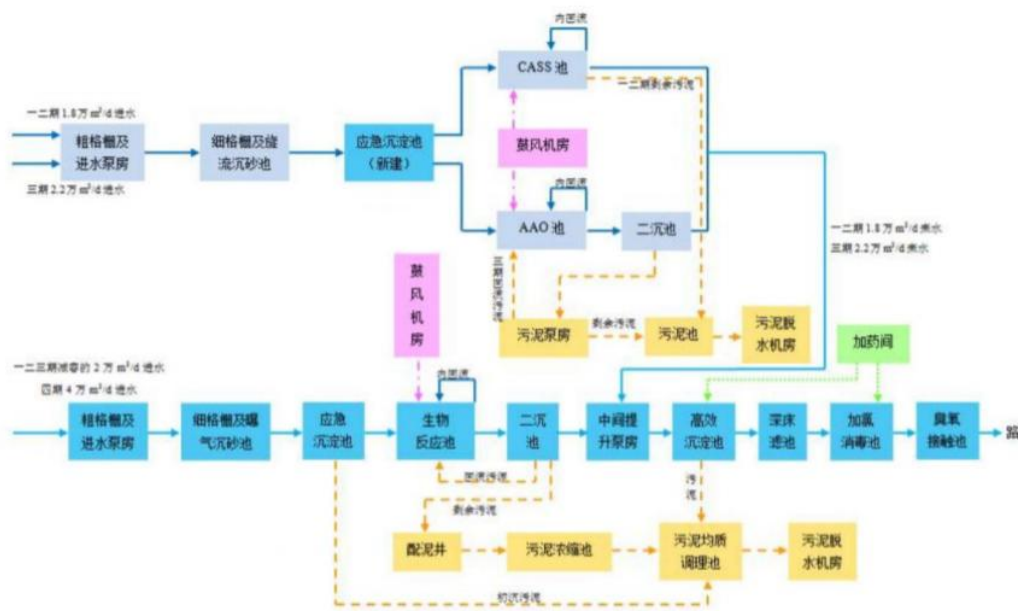 内回流
CASS 池
一二期剩余污泥
一二期 1.8万 m³/d 进水
粗格栅及
进水泵房
细格栅及旋
流沉砂池
应急沉淀池
（新建）
鼓风机房
三期 2.2万 m³/d 进水
内回流
AAO 池
二沉池
一二期 1.8万 m³/d 来水
三期 2.2万 m³/d 来水
三期回流污泥
鼓
风
机
房
污泥泵房
剩余污泥
污泥池
污泥脱
水机房
加药间
一二三期减容的 2 万 m³/d 进水
四期 4 万 m³/d 进水
内回流
粗格栅及
进水泵房
细格栅及曝
气沉砂池
应急
沉淀池
生物
反应池
二沉
池
中间提
升泵房
高效
沉淀池
深床
滤池
加氯
消毒池
臭氧
接触池
回流污泥
剩余污泥
污
泥
配泥井
污泥浓缩池
污泥均质
调理池
污泥脱
水机房
初沉污泥